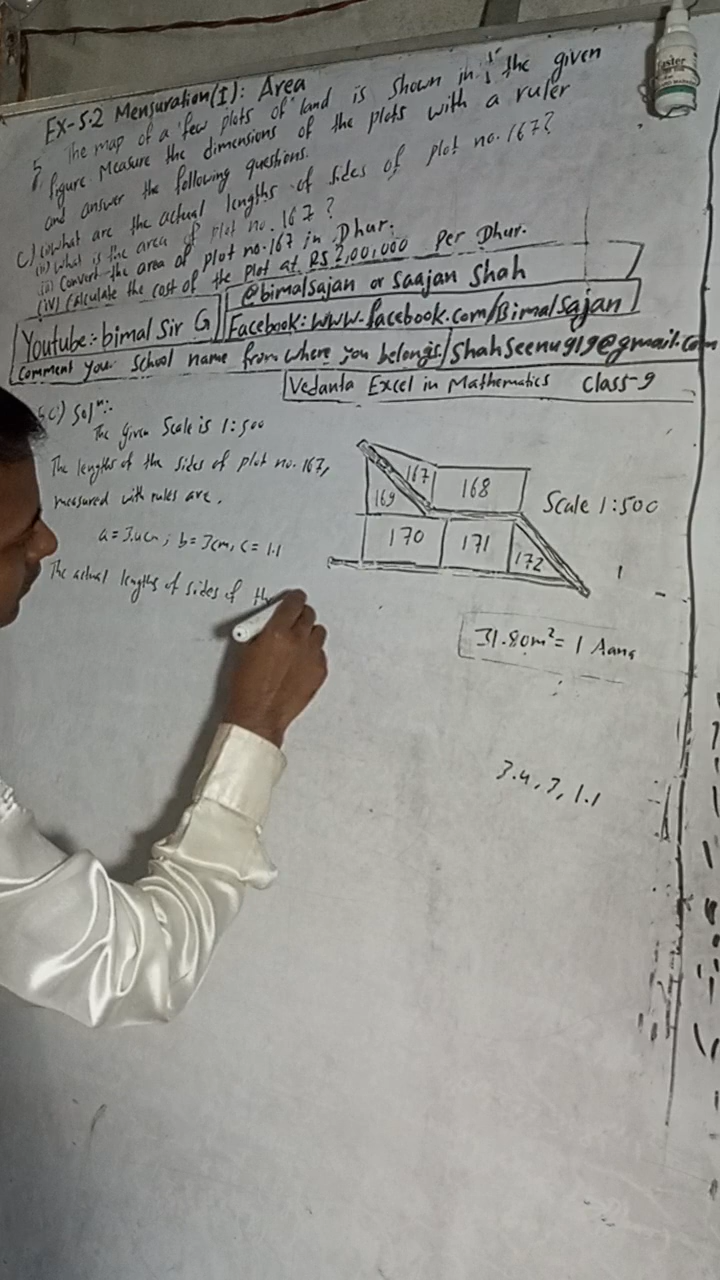 EX-5.2 Mensuration(I): Area
5. The map of a few plots of land is shown in the given
figure Measure the dimensions of the plots with a ruler
and answer the following questions.
C) (i) What are the actual lengths of sides of plot no. 167?
(ii) What is the area of plot no. 167?
(iii) Convert the area of plot no. 167 in Dhur.
(iv) Calculate the cost of the plot at RS 2,00,000 per Dhur.
@bimalsajan or Saajan Shah
Youtube:- bimal Sir G
Facebook: www.facebook.com/Bimalsajan
Comment your school name from where you belongs/shahseenu919@gmail.com
Vedanta Excel in Mathematics Class-9
5c) Solⁿ:-
The given Scale is 1:500
The lengths of the sides of plot no. 167,
measured with rules are,
a = 3.4cm; b = 3cm, c = 1.1
The actual lengths of sides of th
167
168
169
Scale 1:500
170
171
172
31.80m² = 1 Aana
3.4, 3, 1.1